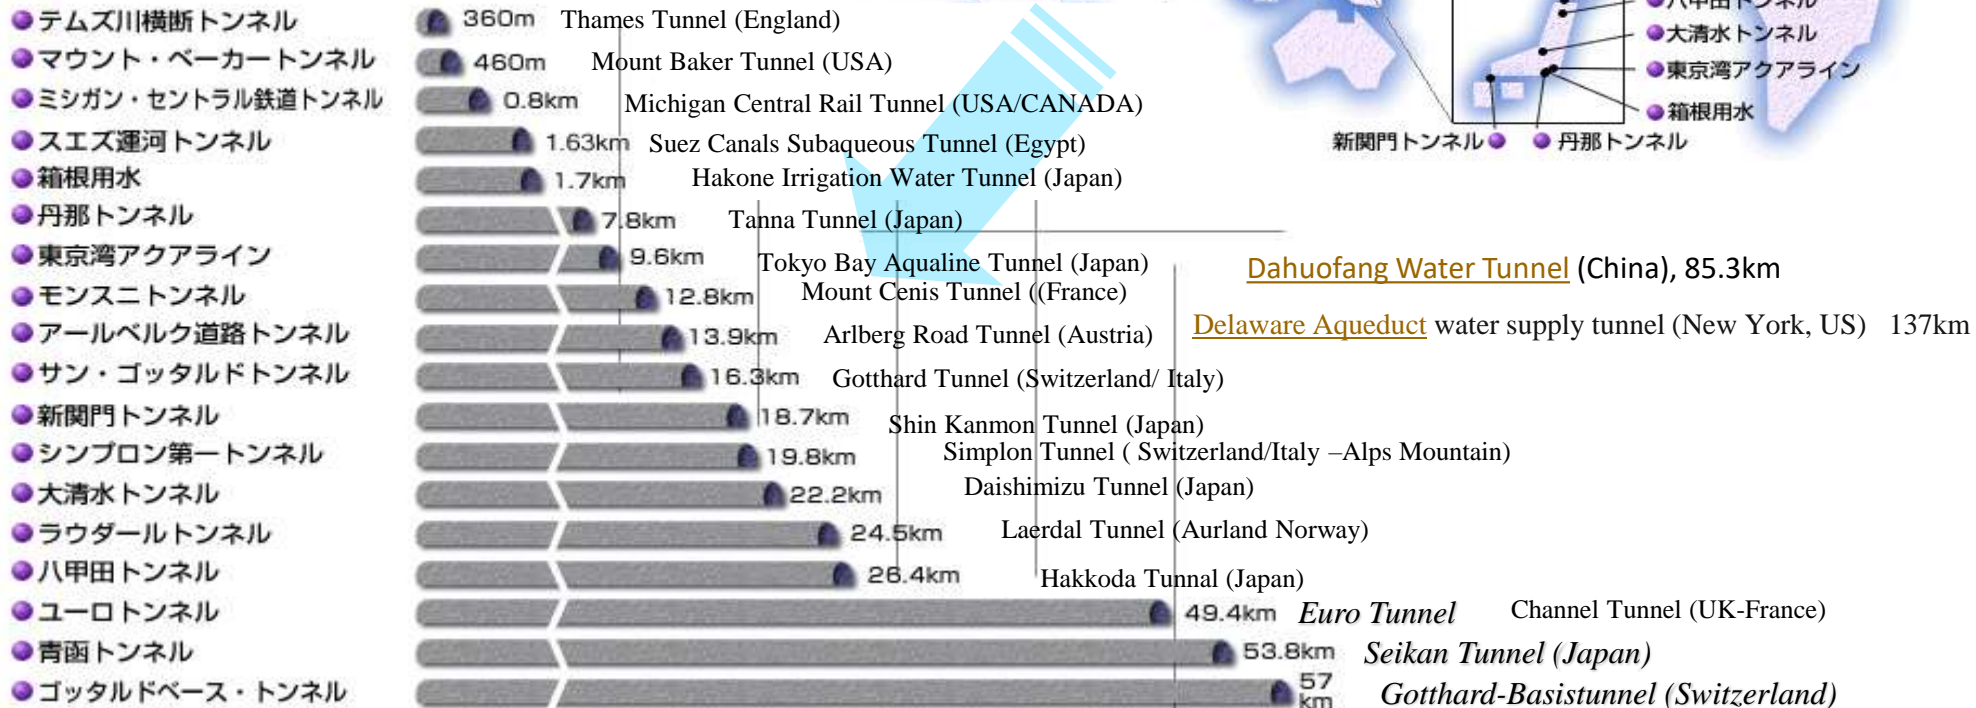 テムズ川横断トンネル 360m Thames Tunnel (England)
マウント・ベーカートンネル 460m Mount Baker Tunnel (USA)
ミシガン・セントラル鉄道トンネル 0.8km Michigan Central Rail Tunnel (USA/CANADA)
スエズ運河トンネル 1.63km Suez Canals Subaqueous Tunnel (Egypt)
箱根用水 1.7km Hakone Irrigation Water Tunnel (Japan)
丹那トンネル 7.8km Tanna Tunnel (Japan)
東京湾アクアライン 9.6km Tokyo Bay Aqualine Tunnel (Japan)
モンスニトンネル 12.8km Mount Cenis Tunnel ((France)
アールベルク道路トンネル 13.9km Arlberg Road Tunnel (Austria)
サン・ゴッタルドトンネル 16.3km Gotthard Tunnel (Switzerland/ Italy)
新関門トンネル 18.7km Shin Kanmon Tunnel (Japan)
シンプロン第一トンネル 19.8km Simplon Tunnel ( Switzerland/Italy –Alps Mountain)
大清水トンネル 22.2km Daishimizu Tunnel (Japan)
ラウダールトンネル 24.5km Laerdal Tunnel (Aurland Norway)
八甲田トンネル 26.4km Hakkoda Tunnal (Japan)
ユーロトンネル 49.4km Euro Tunnel Channel Tunnel (UK-France)
青函トンネル 53.8km Seikan Tunnel (Japan)
ゴッタルドベース・トンネル 57 km Gotthard-Basistunnel (Switzerland)
八甲田トンネル
大清水トンネル
東京湾アクアライン
箱根用水
新関門トンネル 丹那トンネル
Dahuofang Water Tunnel (China), 85.3km
Delaware Aqueduct water supply tunnel (New York, US) 137km